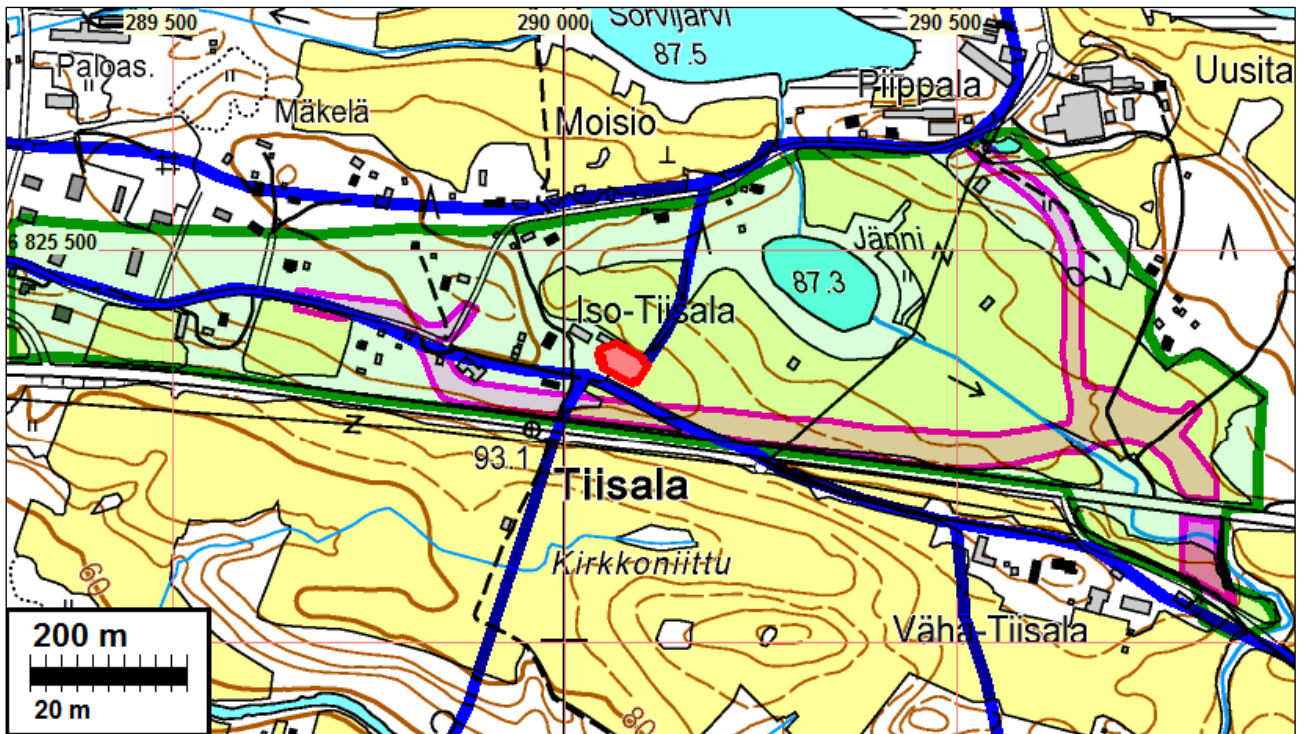 289 500
290 000
290 500
Sorvijärvi
87.5
Paloas.
Piippala
Uusita
Mäkelä
Moisio
6 825 500
Jänni
87.3
Iso-Tiisala
93.1
Tiisala
Kirkkoniittu
60
Vähä-Tiisala
200 m
20 m
80